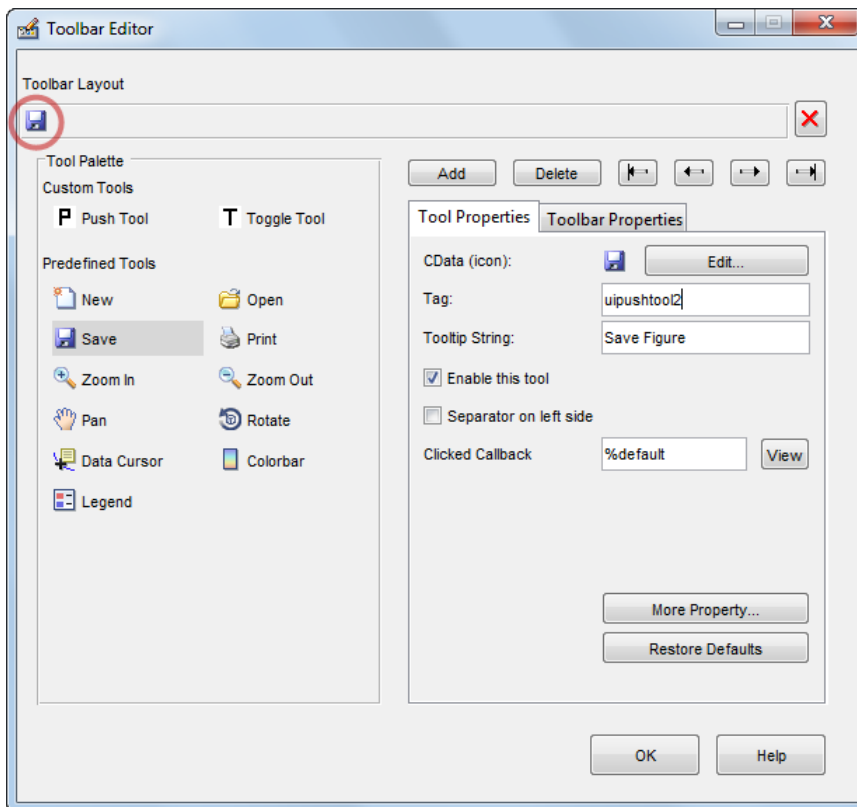 Toolbar Editor
Toolbar Layout
Tool Palette
Custom Tools
P Push Tool
T Toggle Tool
Predefined Tools
New
Open
Save
Print
Zoom In
Zoom Out
Pan
Rotate
Data Cursor
Colorbar
Legend
Add
Delete
Tool Properties
Toolbar Properties
CData (icon):
Edit...
Tag:
uipushtool2
Tooltip String:
Save Figure
Enable this tool
Separator on left side
Clicked Callback
%default
View
More Property...
Restore Defaults
OK
Help